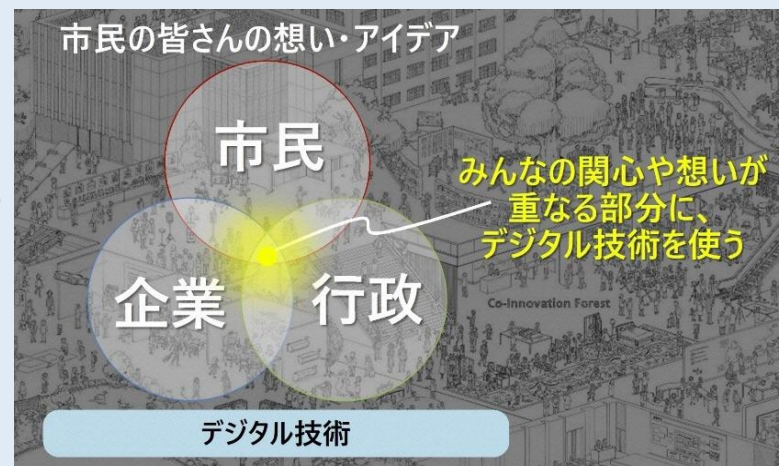 市民の皆さんの想い・アイデア
市民
みんなの関心や想いが
重なる部分に、
デジタル技術を使う
企業
行政
Co-Innovation Forest
デジタル技術